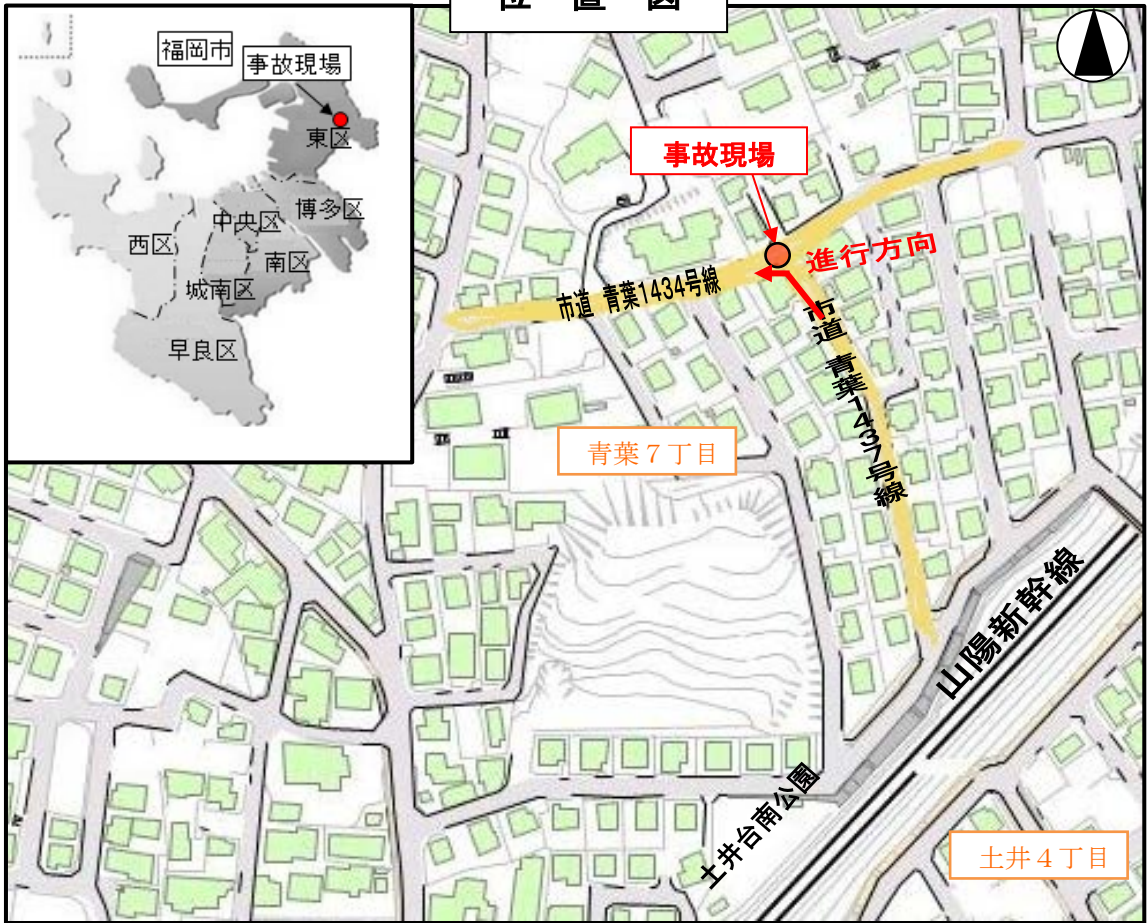 位置図
福岡市
事故現場
東区
博多区
中央区
西区
南区
城南区
早良区
事故現場
進行方向
市道 青葉1434号線
市道 青葉1437号線
青葉7丁目
山陽新幹線
土井台南公園
土井4丁目